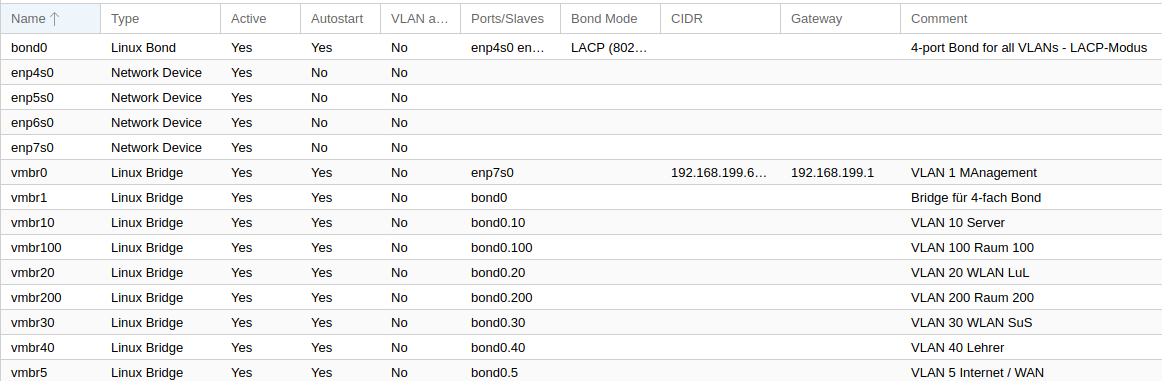 Name Type Active Autostart VLAN a... Ports/Slaves Bond Mode CIDR Gateway Comment
bond0 Linux Bond Yes Yes No enp4s0 en... LACP (802... 4-port Bond for all VLANs - LACP-Modus
enp4s0 Network Device Yes No No
enp5s0 Network Device Yes No No
enp6s0 Network Device Yes No No
enp7s0 Network Device Yes No No
vmbr0 Linux Bridge Yes Yes No enp7s0 192.168.199.6... 192.168.199.1 VLAN 1 MAnagement
vmbr1 Linux Bridge Yes Yes No bond0 Bridge für 4-fach Bond
vmbr10 Linux Bridge Yes Yes No bond0.10 VLAN 10 Server
vmbr100 Linux Bridge Yes Yes No bond0.100 VLAN 100 Raum 100
vmbr20 Linux Bridge Yes Yes No bond0.20 VLAN 20 WLAN LuL
vmbr200 Linux Bridge Yes Yes No bond0.200 VLAN 200 Raum 200
vmbr30 Linux Bridge Yes Yes No bond0.30 VLAN 30 WLAN SuS
vmbr40 Linux Bridge Yes Yes No bond0.40 VLAN 40 Lehrer
vmbr5 Linux Bridge Yes Yes No bond0.5 VLAN 5 Internet / WAN